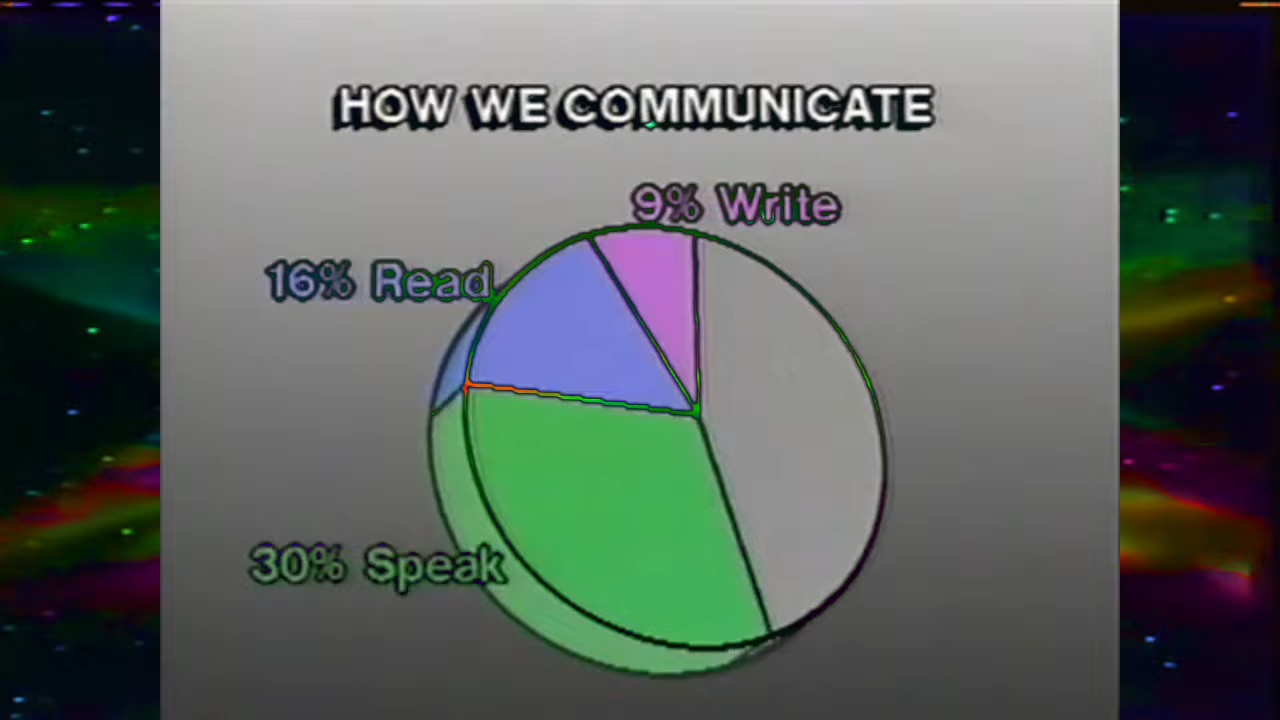 HOW WE COMMUNICATE
9% Write
16% Read
30% Speak